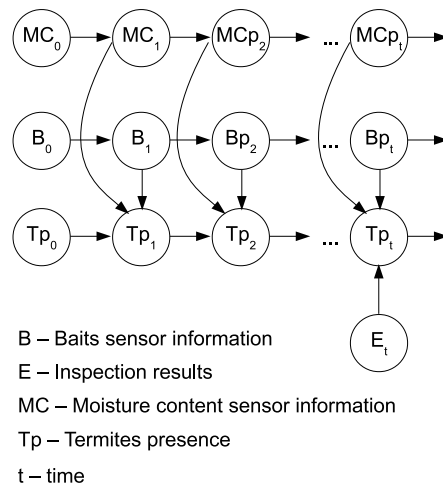 MC₀ MC₁ MCp₂ ... MCpₜ
B₀ B₁ Bp₂ ... Bpₜ
Tp₀ Tp₁ Tp₂ ... Tpₜ
Eₜ
B – Baits sensor information
E – Inspection results
MC – Moisture content sensor information
Tp – Termites presence
t – time